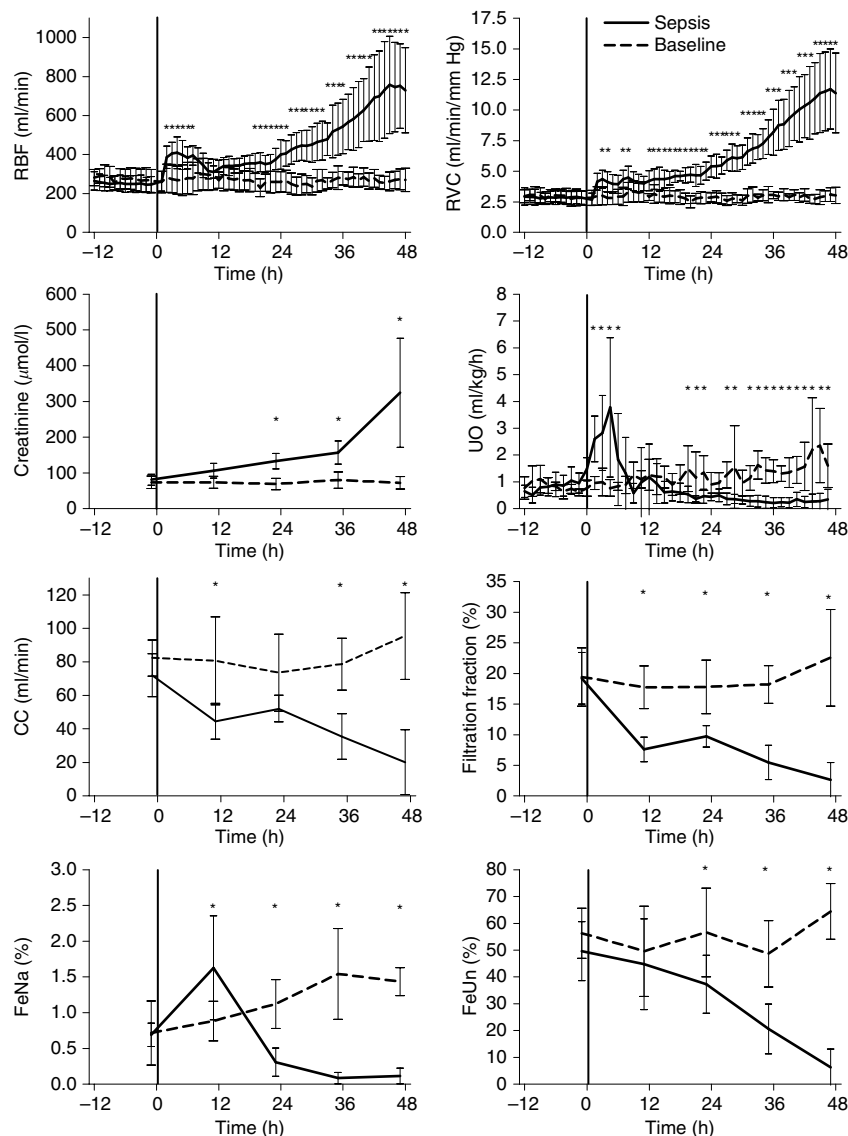 RBF (ml/min)
1000
800
600
400
200
0
–12 0 12 24 36 48
Time (h)
RVC (ml/min/mm Hg)
17.5
15.0
12.5
10.0
7.5
5.0
2.5
0.0
Sepsis
Baseline
–12 0 12 24 36 48
Time (h)
Creatinine (μmol/l)
600
500
400
300
200
100
0
–12 0 12 24 36 48
Time (h)
UO (ml/kg/h)
8
7
6
5
4
3
2
1
0
–12 0 12 24 36 48
Time (h)
CC (ml/min)
120
100
80
60
40
20
0
–12 0 12 24 36 48
Time (h)
Filtration fraction (%)
35
30
25
20
15
10
5
0
–12 0 12 24 36 48
Time (h)
FeNa (%)
3.0
2.5
2.0
1.5
1.0
0.5
0.0
–12 0 12 24 36 48
Time (h)
FeUn (%)
80
70
60
50
40
30
20
10
0
–12 0 12 24 36 48
Time (h)